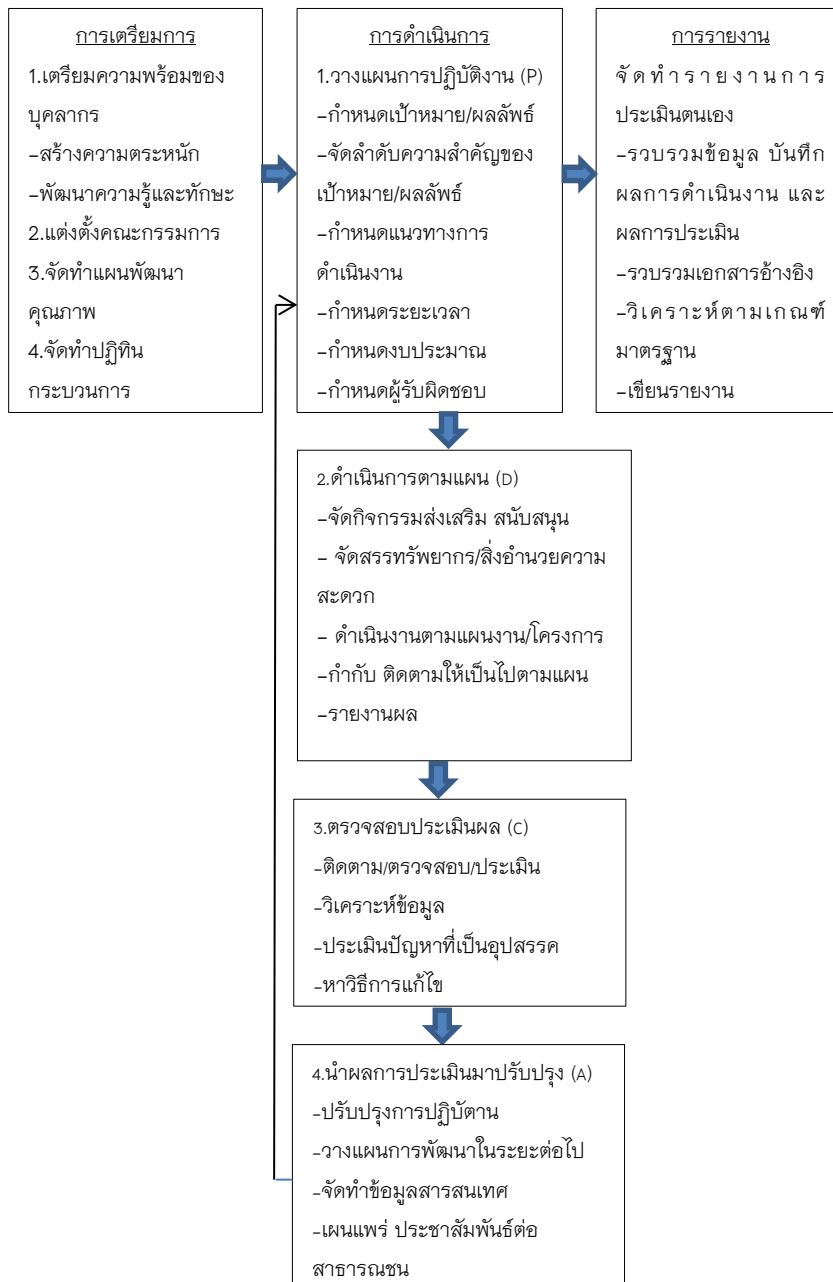 การเตรียมการ
1.เตรียมความพร้อมของ
บุคลากร
-สร้างความตระหนัก
-พัฒนาความรู้และทักษะ
2.แต่งตั้งคณะกรรมการ
3.จัดทำแผนพัฒนา
คุณภาพ
4.จัดทำปฏิทิน
กระบวนการ
การดำเนินการ
1.วางแผนการปฏิบัติงาน (P)
-กำหนดเป้าหมาย/ผลลัพธ์
-จัดลำดับความสำคัญของ
เป้าหมาย/ผลลัพธ์
-กำหนดแนวทางการ
ดำเนินงาน
-กำหนดระยะเวลา
-กำหนดงบประมาณ
-กำหนดผู้รับผิดชอบ
การรายงาน
จัดทำรายงานการ
ประเมินตนเอง
-รวบรวมข้อมูล บันทึก
ผลการดำเนินงาน และ
ผลการประเมิน
-รวบรวมเอกสารอ้างอิง
-วิเคราะห์ตามเกณฑ์
มาตรฐาน
-เขียนรายงาน
2.ดำเนินการตามแผน (D)
-จัดกิจกรรมส่งเสริม สนับสนุน
- จัดสรรทรัพยากร/สิ่งอำนวยความ
สะดวก
- ดำเนินงานตามแผนงาน/โครงการ
-กำกับ ติดตามให้เป็นไปตามแผน
-รายงานผล
3.ตรวจสอบประเมินผล (C)
-ติดตาม/ตรวจสอบ/ประเมิน
-วิเคราะห์ข้อมูล
-ประเมินปัญหาที่เป็นอุปสรรค
-หาวิธีการแก้ไข
4.นำผลการประเมินมาปรับปรุง (A)
-ปรับปรุงการปฏิบัตาน
-วางแผนการพัฒนาในระยะต่อไป
-จัดทำข้อมูลสารสนเทศ
-เผนแพร่ ประชาสัมพันธ์ต่อ
สาธารณชน